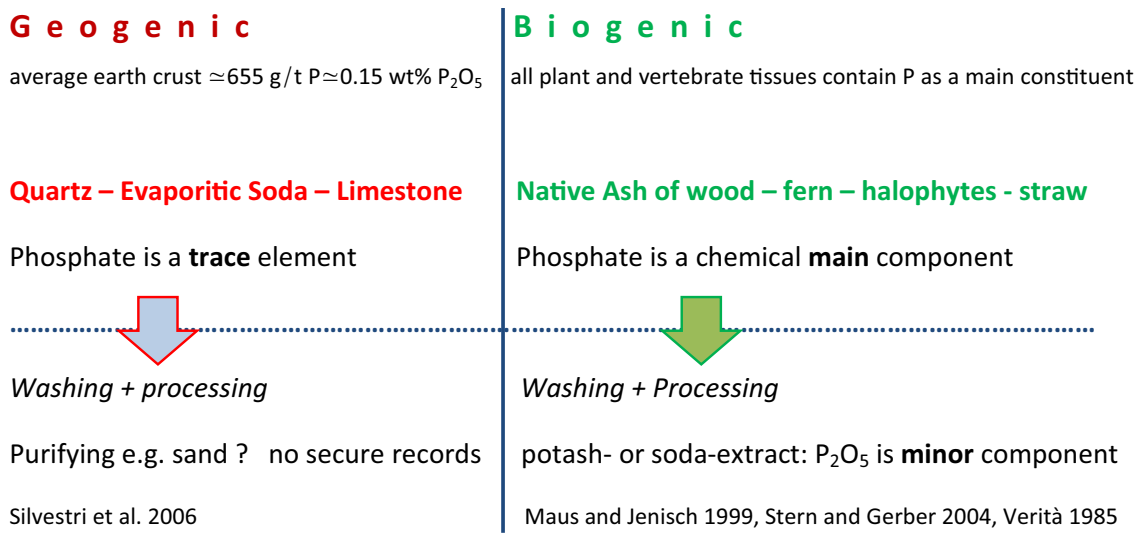 Geogenic
average earth crust ≃655 g/t P≃0.15 wt% P₂O₅
Quartz – Evaporitic Soda – Limestone
Phosphate is a trace element
Washing + processing
Purifying e.g. sand ? no secure records
Silvestri et al. 2006
Biogenic
all plant and vertebrate tissues contain P as a main constituent
Native Ash of wood – fern – halophytes - straw
Phosphate is a chemical main component
Washing + Processing
potash- or soda-extract: P₂O₅ is minor component
Maus and Jenisch 1999, Stern and Gerber 2004, Verità 1985